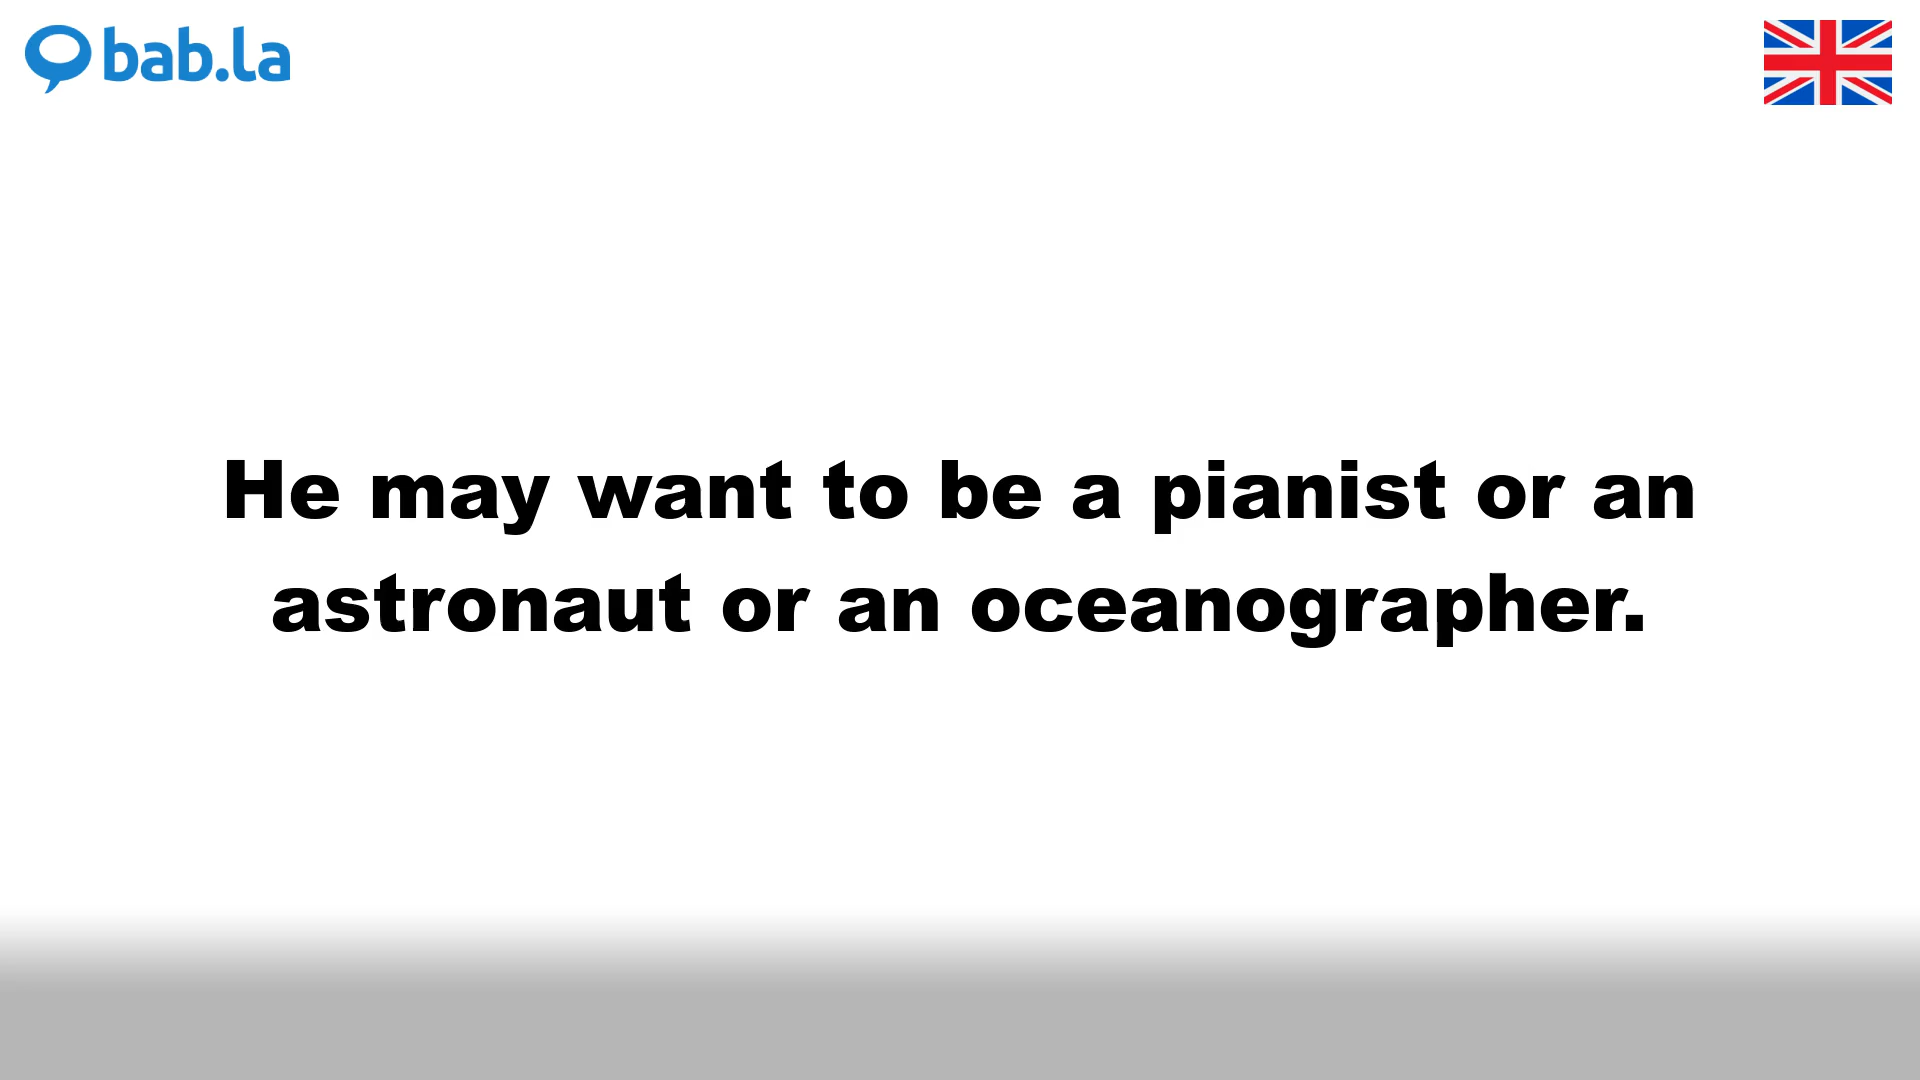 bab.la
He may want to be a pianist or an
astronaut or an oceanographer.